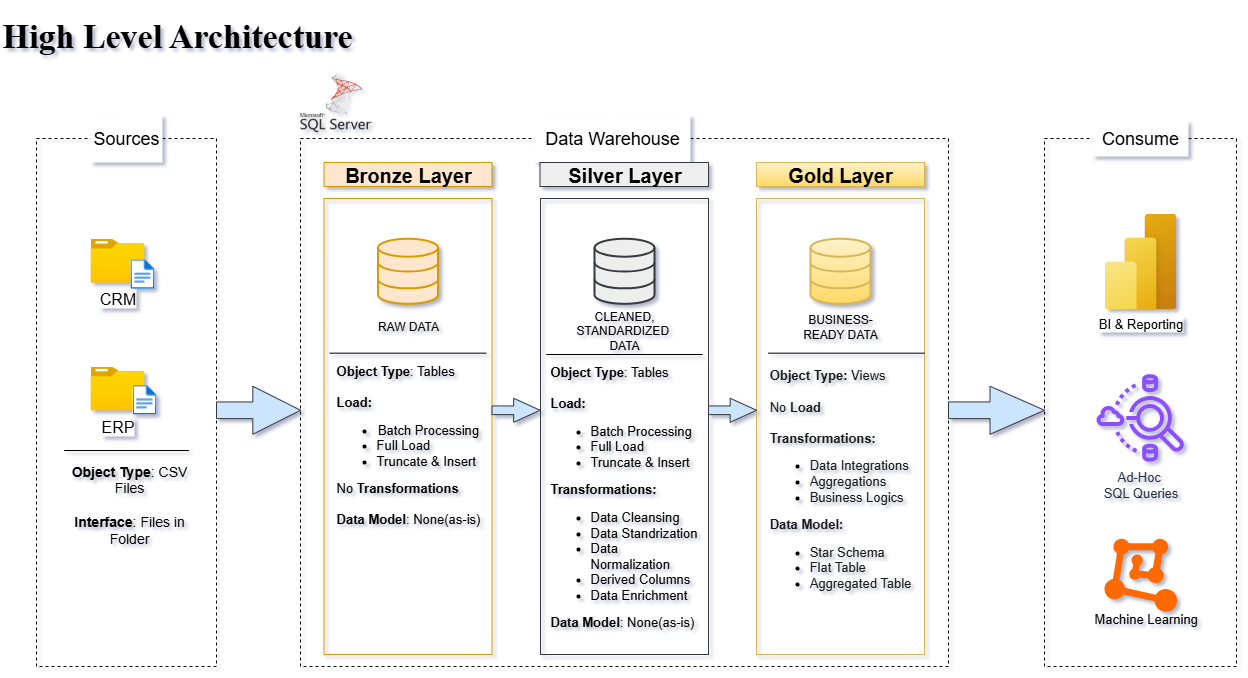 High Level Architecture
Microsoft
SQL Server
Sources
CRM
ERP
Object Type: CSV
Files
Interface: Files in
Folder
Data Warehouse
Bronze Layer
RAW DATA
Object Type: Tables
Load:
• Batch Processing
• Full Load
• Truncate & Insert
No Transformations
Data Model: None(as-is)
Silver Layer
CLEANED,
STANDARDIZED
DATA
Object Type: Tables
Load:
• Batch Processing
• Full Load
• Truncate & Insert
Transformations:
• Data Cleansing
• Data Standrization
• Data
Normalization
• Derived Columns
• Data Enrichment
Data Model: None(as-is)
Gold Layer
BUSINESS-
READY DATA
Object Type: Views
No Load
Transformations:
• Data Integrations
• Aggregations
• Business Logics
Data Model:
• Star Schema
• Flat Table
• Aggregated Table
Consume
BI & Reporting
Ad-Hoc
SQL Queries
Machine Learning